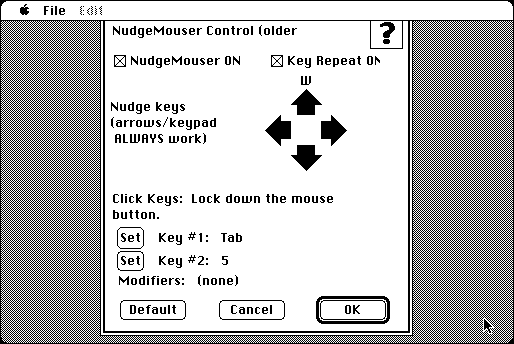 File Edit
NudgeMouser Control (older
?
NudgeMouser ON Key Repeat ON
W
Nudge keys
(arrows/keypad
ALWAYS work)
Click Keys: Lock down the mouse
button.
Set Key #1: Tab
Set Key #2: 5
Modifiers: (none)
Default Cancel OK